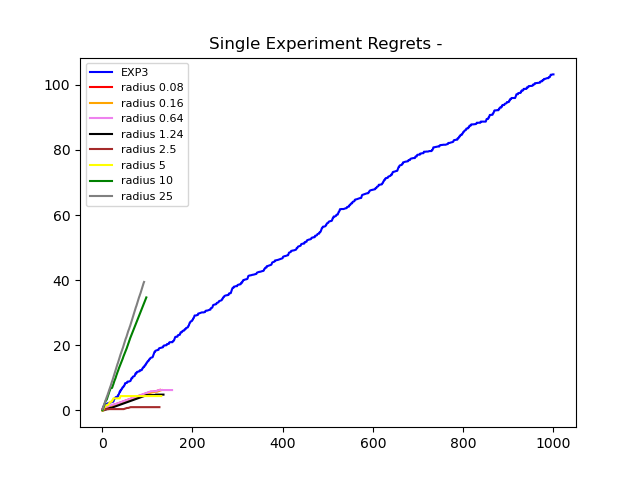 Single Experiment Regrets -
EXP3
radius 0.08
radius 0.16
radius 0.64
radius 1.24
radius 2.5
radius 5
radius 10
radius 25
100
80
60
40
20
0
0 200 400 600 800 1000